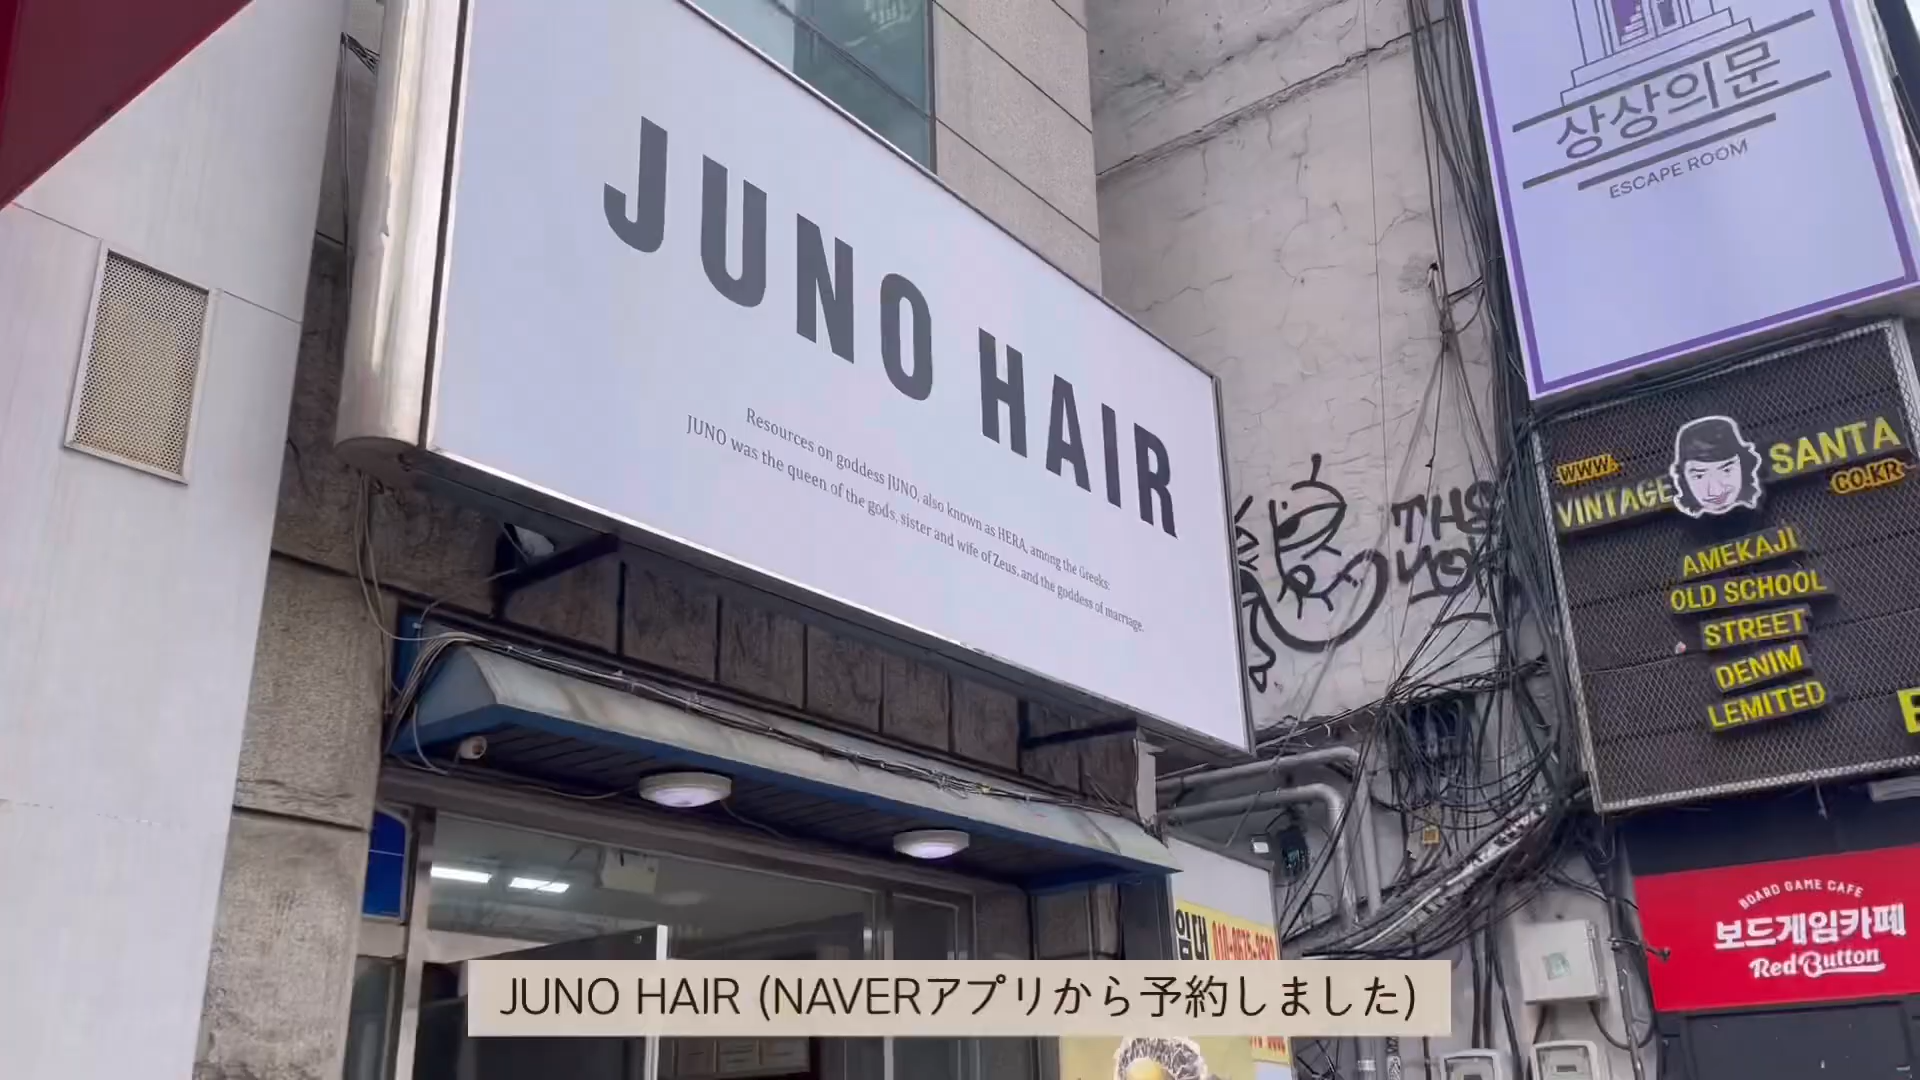 JUNO HAIR
Resources on goddess JUNO, also known as HERA, among the Greeks:
JUNO was the queen of the gods, sister and wife of Zeus, and the goddess of marriage.
상상의문
ESCAPE ROOM
WWW.
VINTAGE
SANTA
CO.KR
AMEKAJI
OLD SCHOOL
STREET
DENIM
LEMITED
BOARD GAME CAFE
보드게임카페
RedButton
임대
JUNO HAIR (NAVERアプリから予約しました)